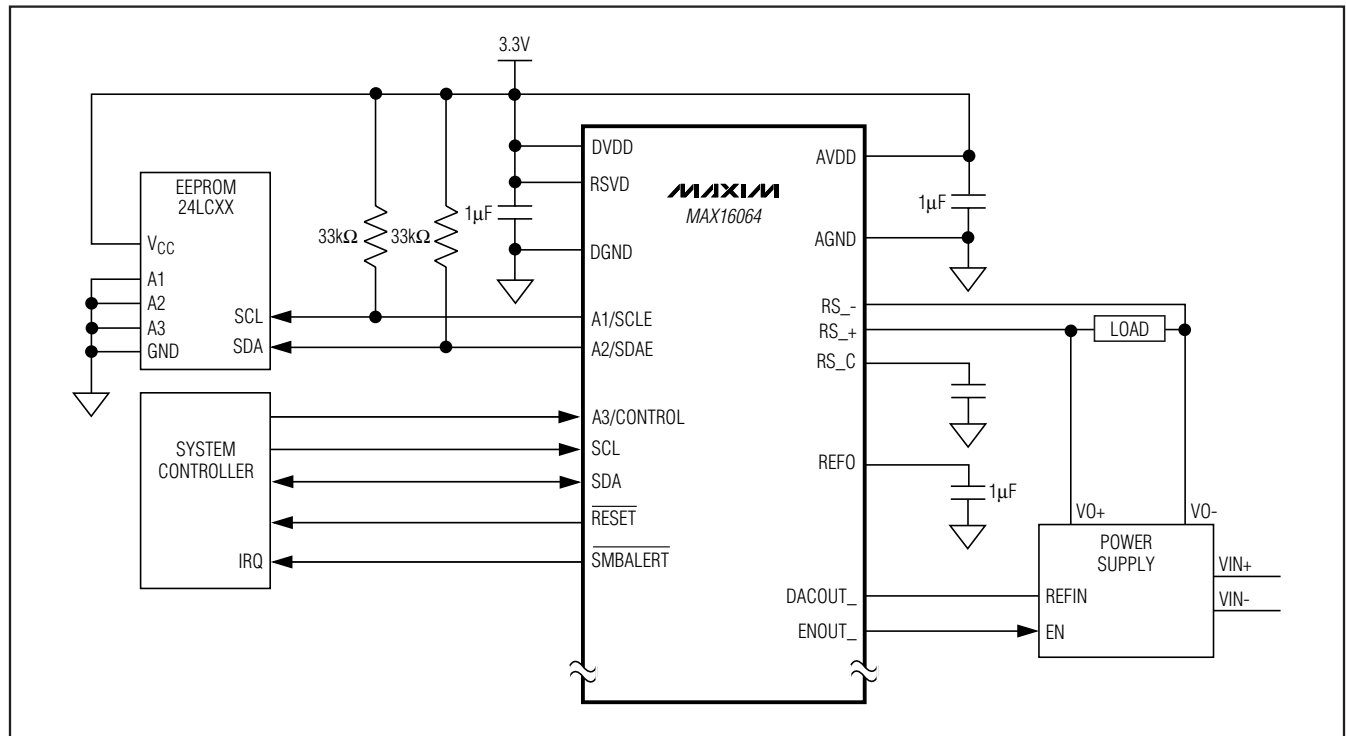 3.3V
EEPROM
24LCXX
VCC
A1
A2
A3
GND
SCL
SDA
33kΩ
33kΩ
1μF
DVDD
RSVD
DGND
A1/SCLE
A2/SDAE
A3/CONTROL
SCL
SDA
RESET
SMBALERT
MAXIM
MAX16064
AVDD
AGND
RS_-
RS_+
RS_C
REFO
DACOUT_
ENOUT_
1μF
LOAD
1μF
SYSTEM
CONTROLLER
IRQ
VO+
VO-
POWER
SUPPLY
REFIN
EN
VIN+
VIN-